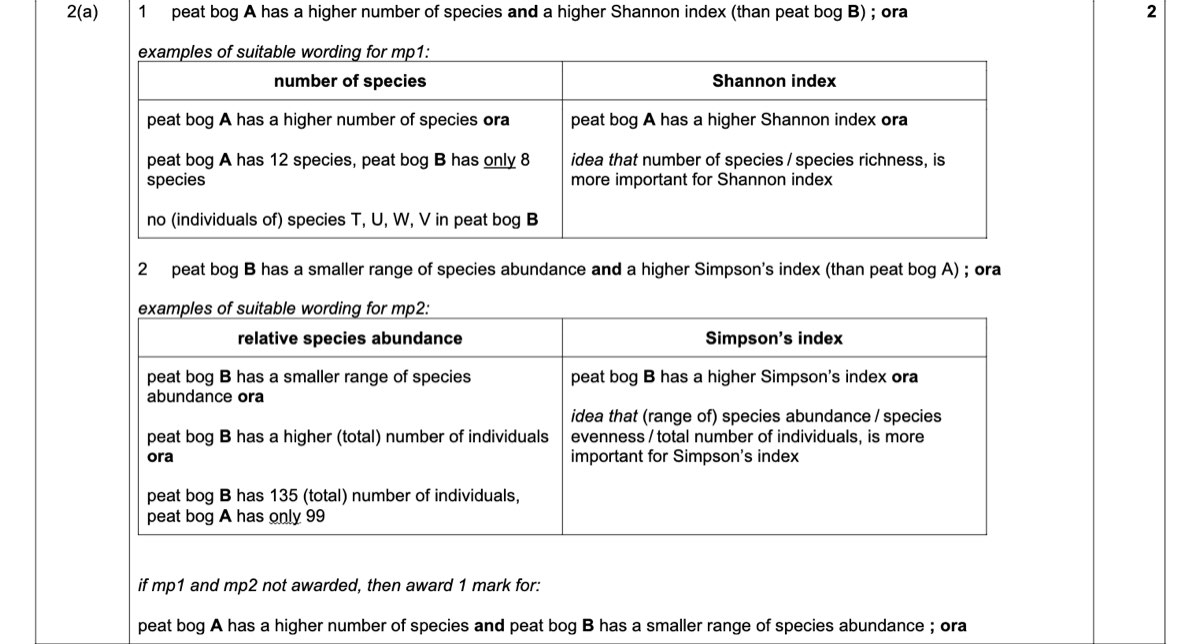 2(a) 1 peat bog A has a higher number of species and a higher Shannon index (than peat bog B) ; ora 2
examples of suitable wording for mp1:
number of species Shannon index
peat bog A has a higher number of species ora peat bog A has a higher Shannon index ora
peat bog A has 12 species, peat bog B has only 8 idea that number of species / species richness, is
species more important for Shannon index
no (individuals of) species T, U, W, V in peat bog B
2 peat bog B has a smaller range of species abundance and a higher Simpson's index (than peat bog A) ; ora
examples of suitable wording for mp2:
relative species abundance Simpson's index
peat bog B has a smaller range of species peat bog B has a higher Simpson's index ora
abundance ora
idea that (range of) species abundance / species
peat bog B has a higher (total) number of individuals evenness / total number of individuals, is more
ora important for Simpson's index
peat bog B has 135 (total) number of individuals,
peat bog A has only 99
if mp1 and mp2 not awarded, then award 1 mark for:
peat bog A has a higher number of species and peat bog B has a smaller range of species abundance ; ora